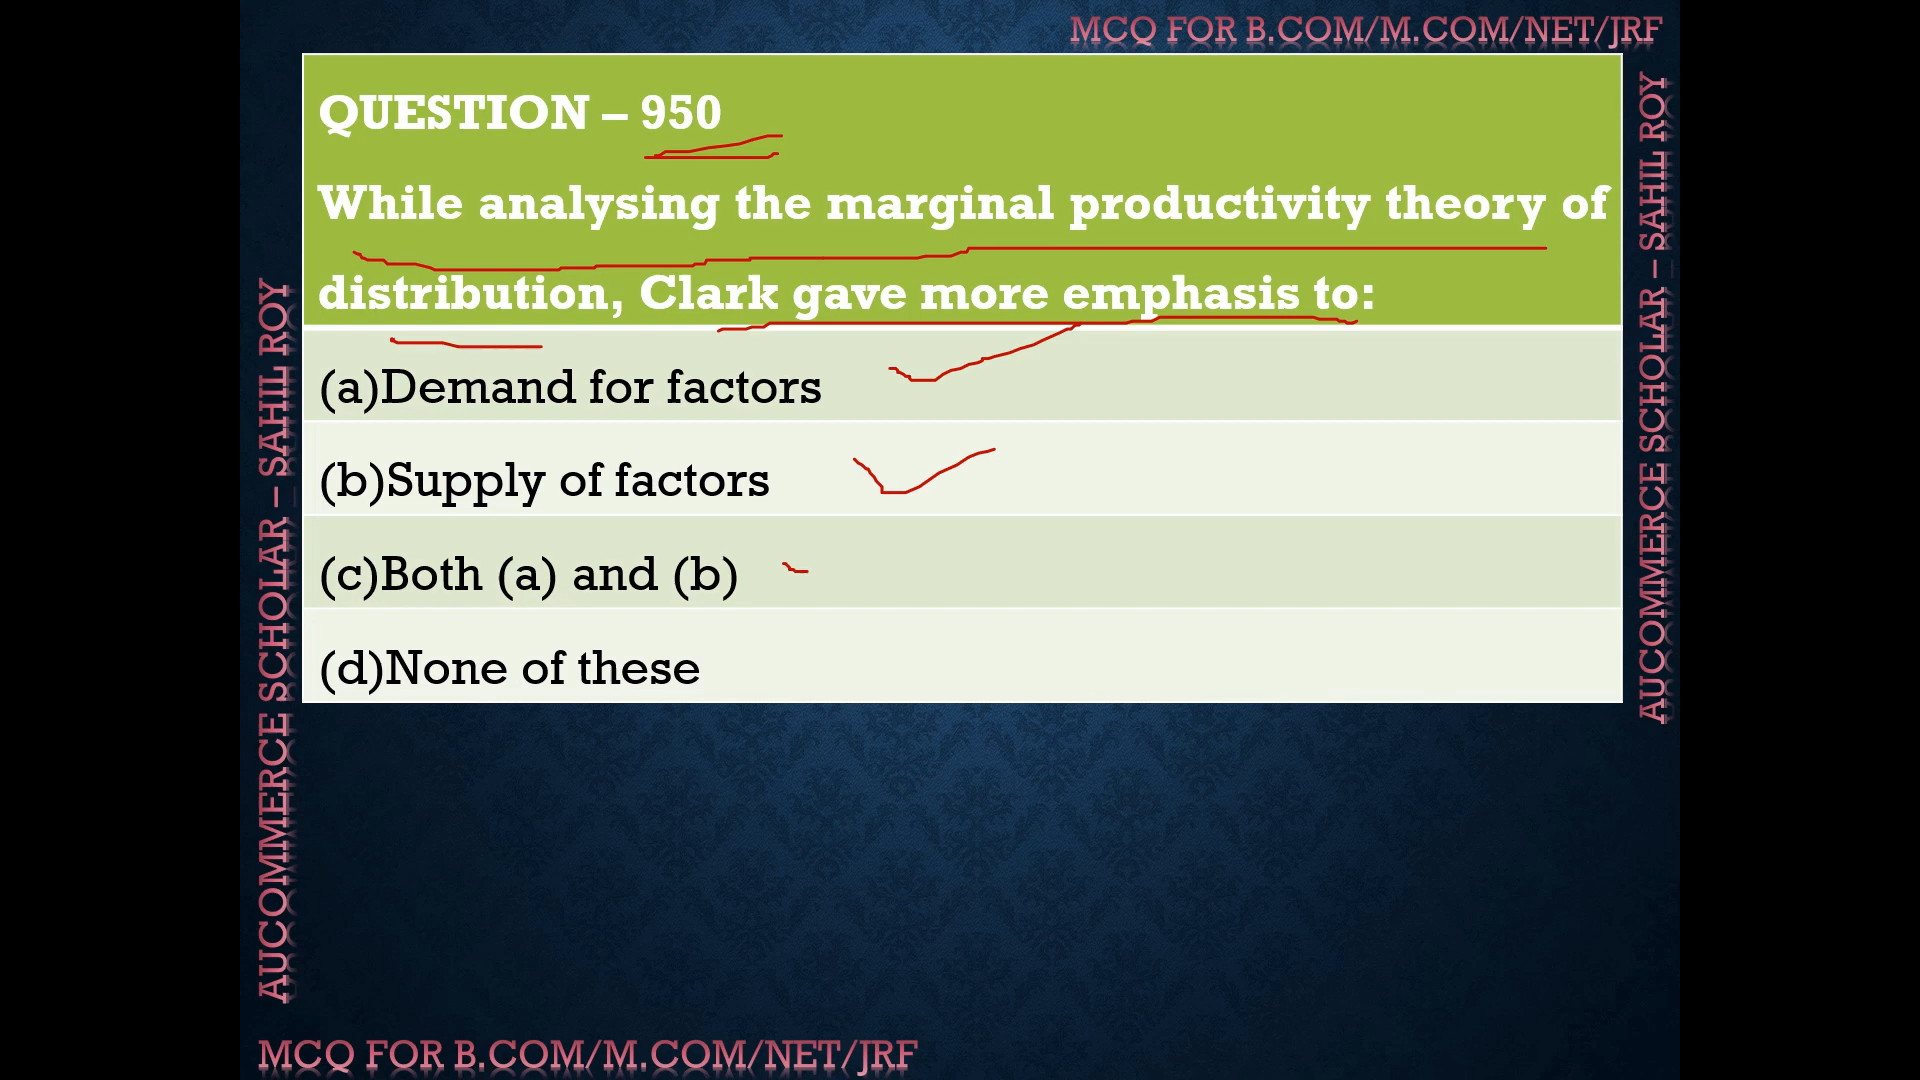 MCQ FOR B.COM/M.COM/NET/JRF
QUESTION – 950
While analysing the marginal productivity theory of
distribution, Clark gave more emphasis to:
(a)Demand for factors
(b)Supply of factors
(c)Both (a) and (b)
(d)None of these
AUCOMMERCE SCHOLAR – SAHIL ROY
AUCOMMERCE SCHOLAR – SAHIL ROY
MCQ FOR B.COM/M.COM/NET/JRF